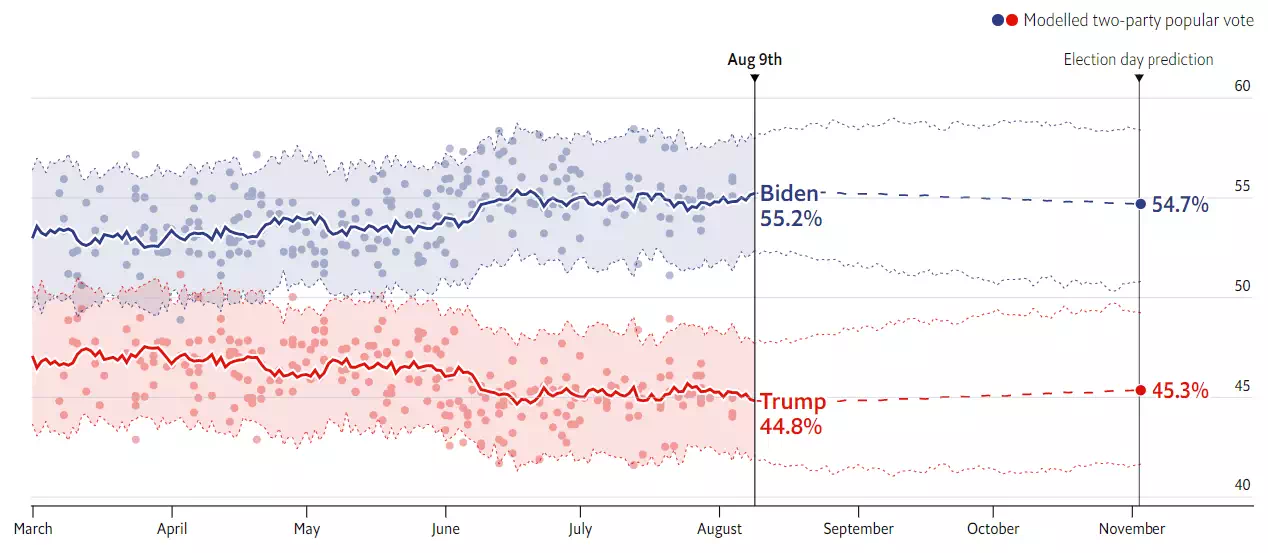 Modelled two-party popular vote
Aug 9th
Election day prediction
60
Biden
55.2%
55
54.7%
50
Trump
44.8%
45
45.3%
40
March April May June July August September October November